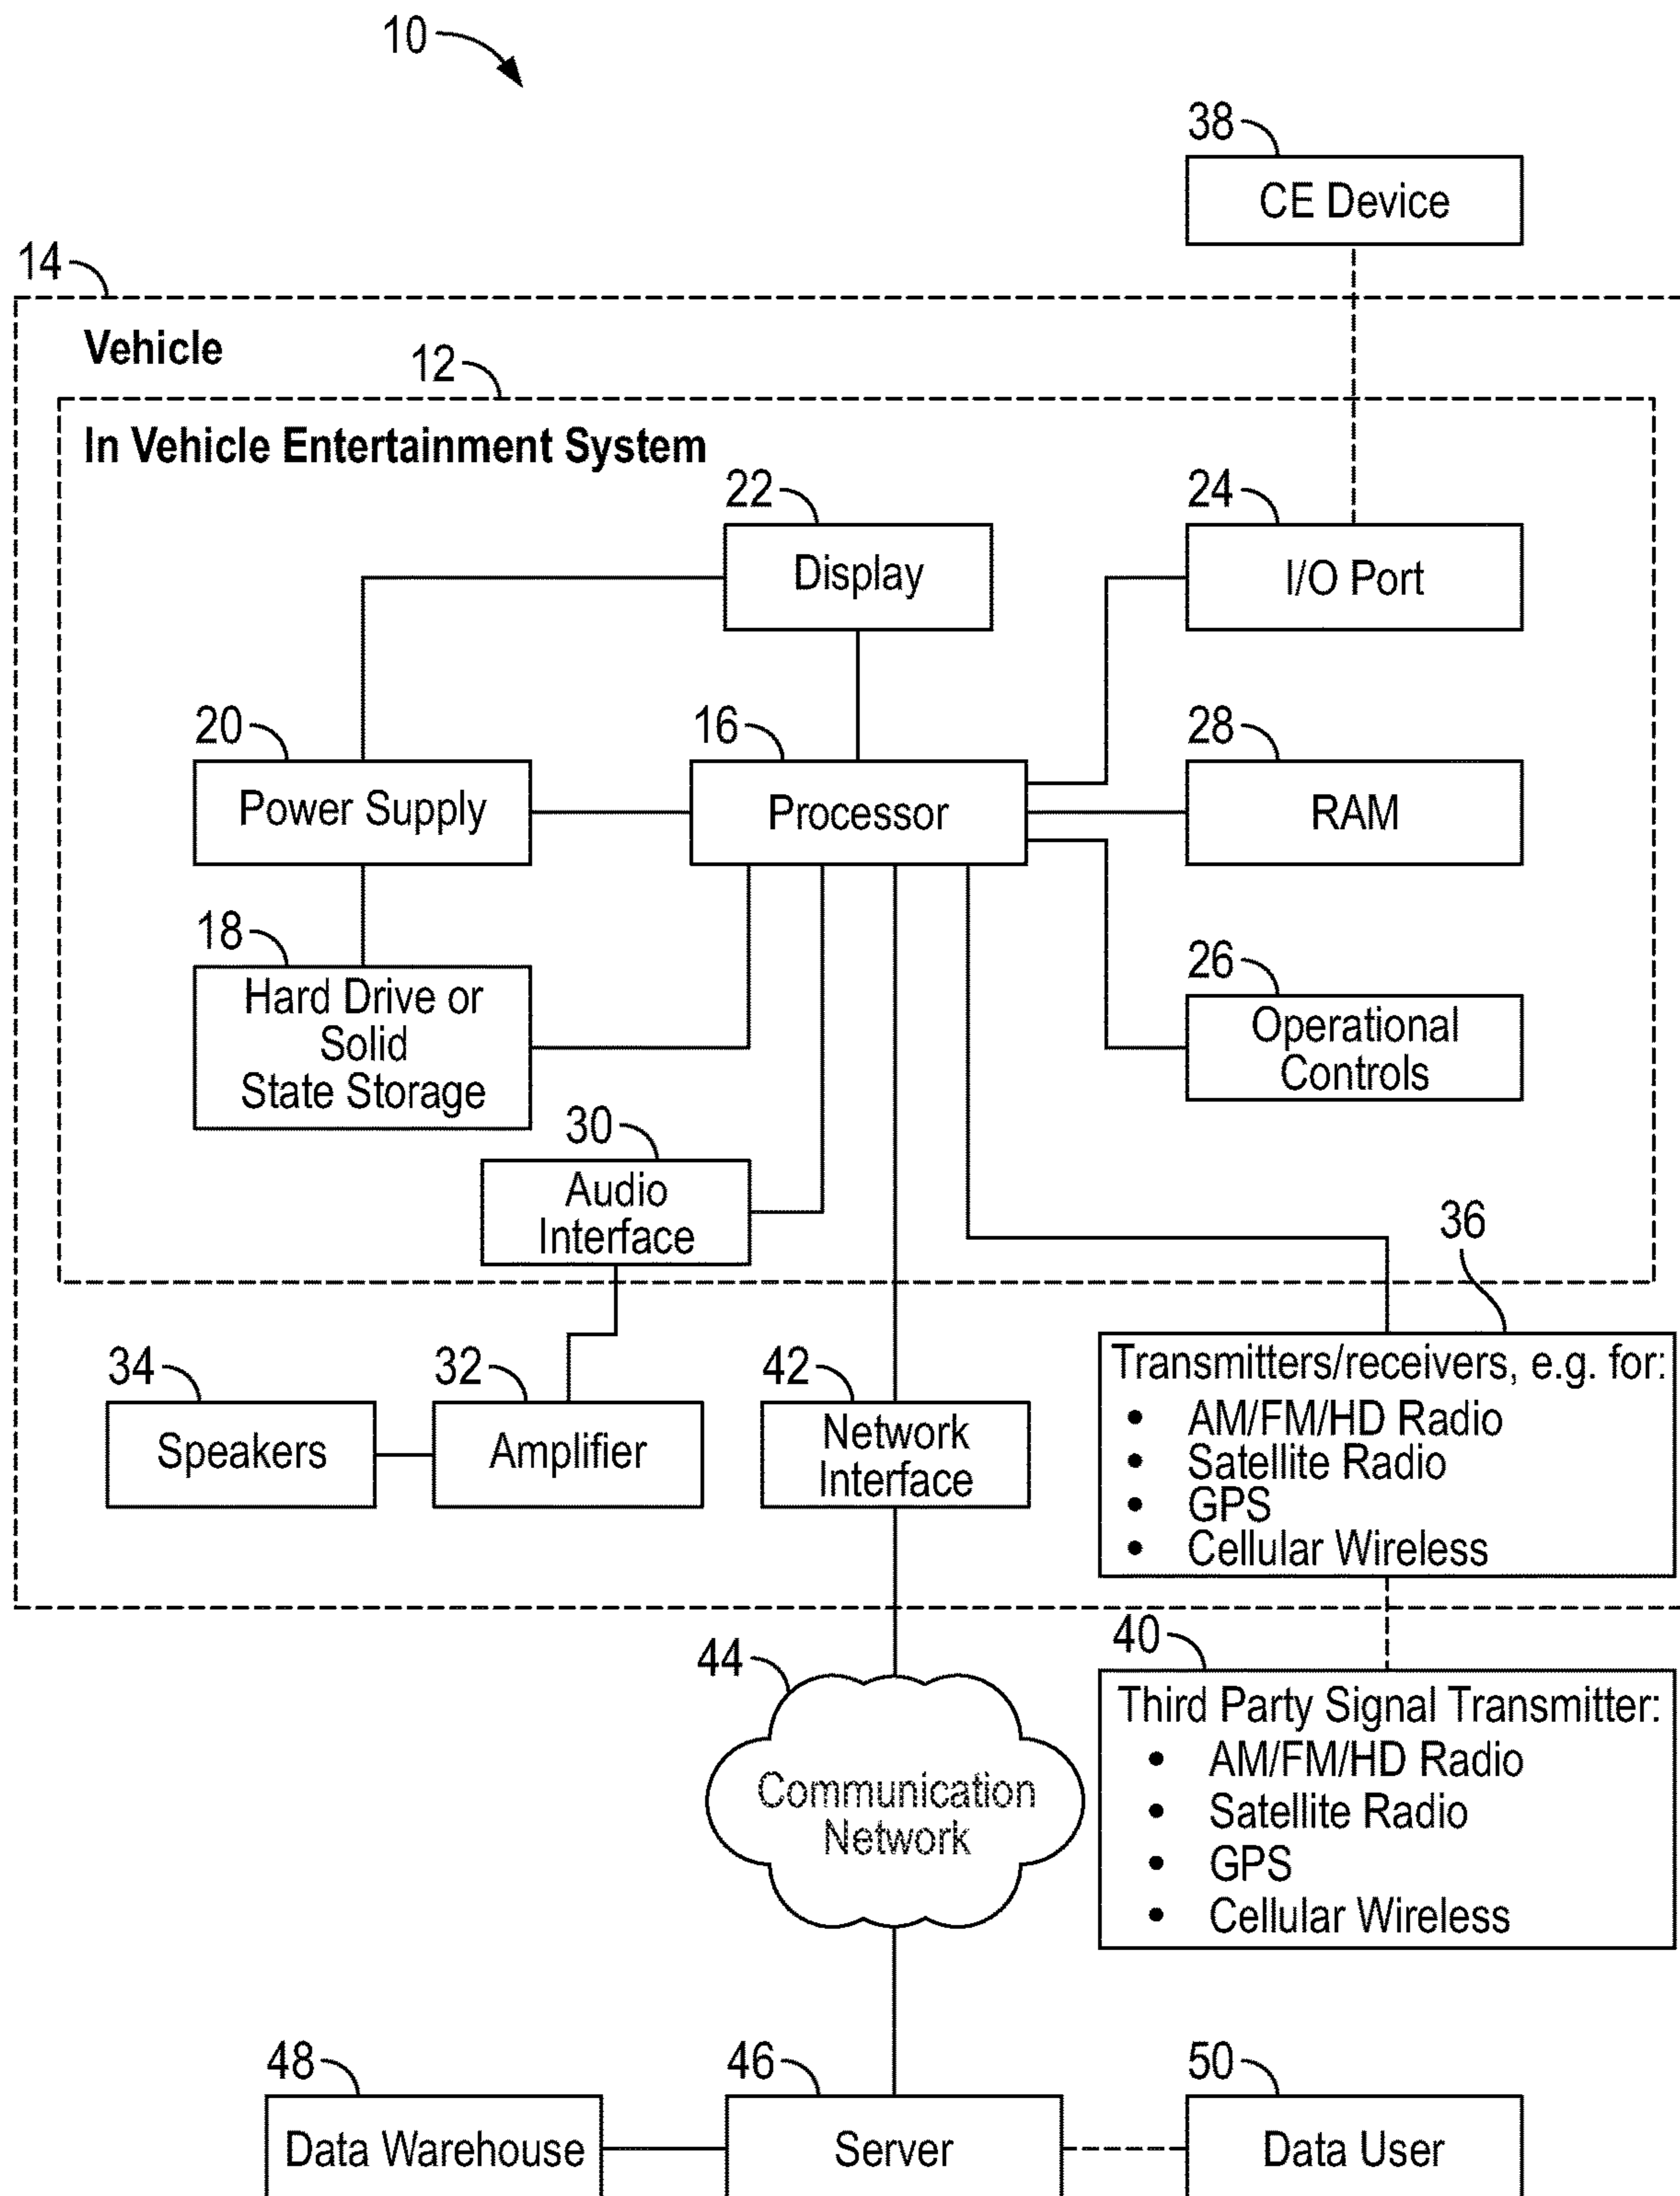 10
38
CE Device
14
Vehicle
12
In Vehicle Entertainment System
22
Display
24
I/O Port
20
Power Supply
16
Processor
28
RAM
18
Hard Drive or
Solid
State Storage
26
Operational
Controls
30
Audio
Interface
36
34
Speakers
32
Amplifier
42
Network
Interface
Transmitters/receivers, e.g. for:
• AM/FM/HD Radio
• Satellite Radio
• GPS
• Cellular Wireless
44
Communication
Network
40
Third Party Signal Transmitter:
• AM/FM/HD Radio
• Satellite Radio
• GPS
• Cellular Wireless
48
Data Warehouse
46
Server
50
Data User